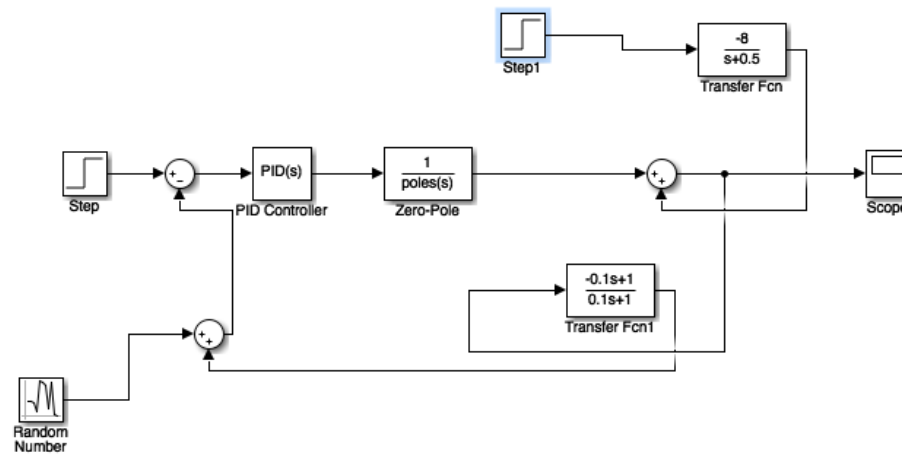 -8
s+0.5
Step1
Transfer Fcn
+
−
PID(s)
1
poles(s)
+
+
Step
PID Controller
Zero-Pole
Scope
-0.1s+1
0.1s+1
Transfer Fcn1
+
+
Random
Number